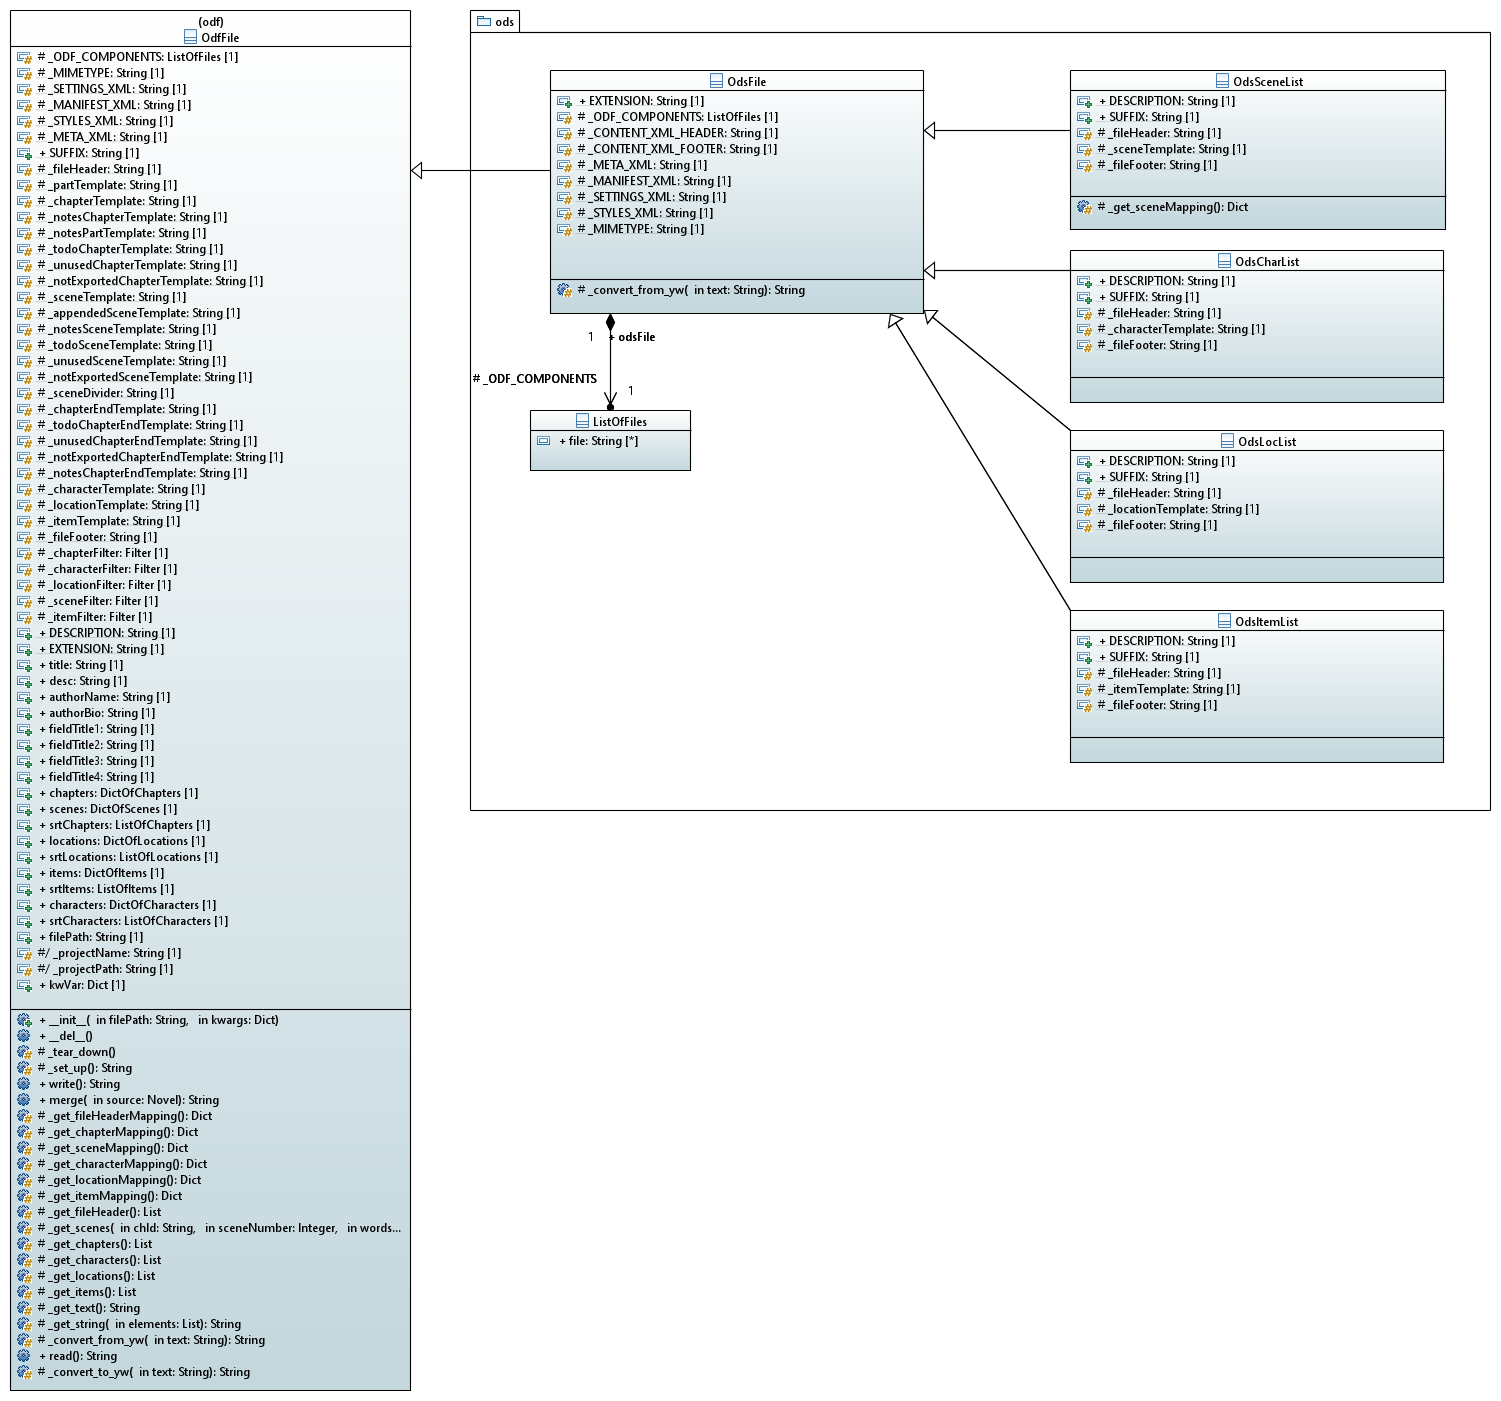 (odf)
OdfFile
# _ODF_COMPONENTS: ListOfFiles [1]
# _MIMETYPE: String [1]
# _SETTINGS_XML: String [1]
# _MANIFEST_XML: String [1]
# _STYLES_XML: String [1]
# _META_XML: String [1]
+ SUFFIX: String [1]
# _fileHeader: String [1]
# _partTemplate: String [1]
# _chapterTemplate: String [1]
# _notesChapterTemplate: String [1]
# _notesPartTemplate: String [1]
# _todoChapterTemplate: String [1]
# _unusedChapterTemplate: String [1]
# _notExportedChapterTemplate: String [1]
# _sceneTemplate: String [1]
# _appendedSceneTemplate: String [1]
# _notesSceneTemplate: String [1]
# _todoSceneTemplate: String [1]
# _unusedSceneTemplate: String [1]
# _notExportedSceneTemplate: String [1]
# _sceneDivider: String [1]
# _chapterEndTemplate: String [1]
# _todoChapterEndTemplate: String [1]
# _unusedChapterEndTemplate: String [1]
# _notExportedChapterEndTemplate: String [1]
# _notesChapterEndTemplate: String [1]
# _characterTemplate: String [1]
# _locationTemplate: String [1]
# _itemTemplate: String [1]
# _fileFooter: String [1]
# _chapterFilter: Filter [1]
# _characterFilter: Filter [1]
# _locationFilter: Filter [1]
# _sceneFilter: Filter [1]
# _itemFilter: Filter [1]
+ DESCRIPTION: String [1]
+ EXTENSION: String [1]
+ title: String [1]
+ desc: String [1]
+ authorName: String [1]
+ authorBio: String [1]
+ fieldTitle1: String [1]
+ fieldTitle2: String [1]
+ fieldTitle3: String [1]
+ fieldTitle4: String [1]
+ chapters: DictOfChapters [1]
+ scenes: DictOfScenes [1]
+ srtChapters: ListOfChapters [1]
+ locations: DictOfLocations [1]
+ srtLocations: ListOfLocations [1]
+ items: DictOfItems [1]
+ srtItems: ListOfItems [1]
+ characters: DictOfCharacters [1]
+ srtCharacters: ListOfCharacters [1]
+ filePath: String [1]
#/ _projectName: String [1]
#/ _projectPath: String [1]
+ kwVar: Dict [1]
+ __init__( in filePath: String, in kwargs: Dict)
+ __del__()
# _tear_down()
# _set_up(): String
+ write(): String
+ merge( in source: Novel): String
# _get_fileHeaderMapping(): Dict
# _get_chapterMapping(): Dict
# _get_sceneMapping(): Dict
# _get_characterMapping(): Dict
# _get_locationMapping(): Dict
# _get_itemMapping(): Dict
# _get_fileHeader(): List
# _get_scenes( in chId: String, in sceneNumber: Integer, in words...
# _get_chapters(): List
# _get_characters(): List
# _get_locations(): List
# _get_items(): List
# _get_text(): String
# _get_string( in elements: List): String
# _convert_from_yw( in text: String): String
+ read(): String
# _convert_to_yw( in text: String): String
ods
OdsFile
+ EXTENSION: String [1]
# _ODF_COMPONENTS: ListOfFiles [1]
# _CONTENT_XML_HEADER: String [1]
# _CONTENT_XML_FOOTER: String [1]
# _META_XML: String [1]
# _MANIFEST_XML: String [1]
# _SETTINGS_XML: String [1]
# _STYLES_XML: String [1]
# _MIMETYPE: String [1]
# _convert_from_yw( in text: String): String
1
+ odsFile
# _ODF_COMPONENTS
1
ListOfFiles
+ file: String [*]
OdsSceneList
+ DESCRIPTION: String [1]
+ SUFFIX: String [1]
# _fileHeader: String [1]
# _sceneTemplate: String [1]
# _fileFooter: String [1]
# _get_sceneMapping(): Dict
OdsCharList
+ DESCRIPTION: String [1]
+ SUFFIX: String [1]
# _fileHeader: String [1]
# _characterTemplate: String [1]
# _fileFooter: String [1]
OdsLocList
+ DESCRIPTION: String [1]
+ SUFFIX: String [1]
# _fileHeader: String [1]
# _locationTemplate: String [1]
# _fileFooter: String [1]
OdsItemList
+ DESCRIPTION: String [1]
+ SUFFIX: String [1]
# _fileHeader: String [1]
# _itemTemplate: String [1]
# _fileFooter: String [1]